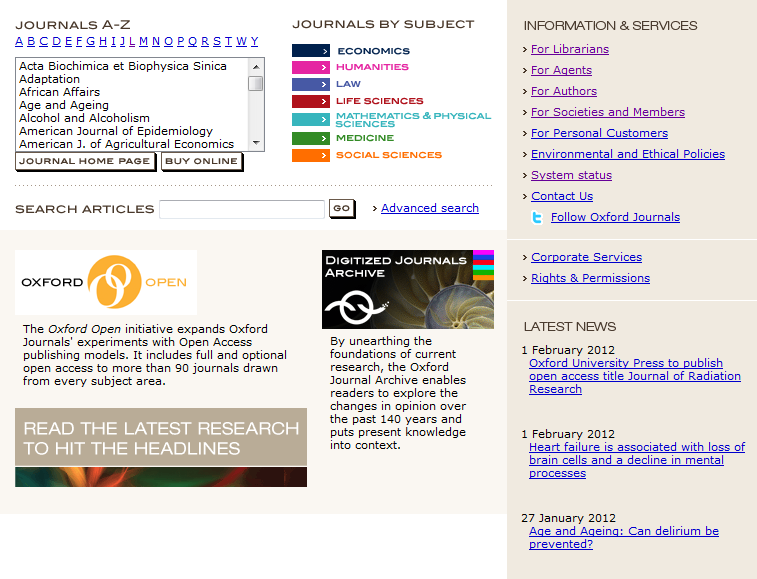 JOURNALS A-Z
A B C D E F G H I J L M N O P Q R S T W Y
Acta Biochimica et Biophysica Sinica
Adaptation
African Affairs
Age and Ageing
Alcohol and Alcoholism
American Journal of Epidemiology
American J. of Agricultural Economics
JOURNAL HOME PAGE
BUY ONLINE
JOURNALS BY SUBJECT
ECONOMICS
HUMANITIES
LAW
LIFE SCIENCES
MATHEMATICS & PHYSICAL
SCIENCES
MEDICINE
SOCIAL SCIENCES
SEARCH ARTICLES
GO
Advanced search
OXFORD OPEN
The Oxford Open initiative expands Oxford
Journals' experiments with Open Access
publishing models. It includes full and optional
open access to more than 90 journals drawn
from every subject area.
READ THE LATEST RESEARCH
TO HIT THE HEADLINES
DIGITIZED JOURNALS
ARCHIVE
By unearthing the
foundations of current
research, the Oxford
Journal Archive enables
readers to explore the
changes in opinion over
the past 140 years and
puts present knowledge
into context.
INFORMATION & SERVICES
For Librarians
For Agents
For Authors
For Societies and Members
For Personal Customers
Environmental and Ethical Policies
System status
Contact Us
Follow Oxford Journals
Corporate Services
Rights & Permissions
LATEST NEWS
1 February 2012
Oxford University Press to publish
open access title Journal of Radiation
Research
1 February 2012
Heart failure is associated with loss of
brain cells and a decline in mental
processes
27 January 2012
Age and Ageing: Can delirium be
prevented?